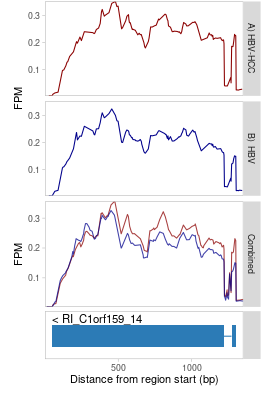 0.3
0.2
0.1
FPM
A) HBV-HCC
0.3
0.2
0.1
B) HBV
0.3
0.2
0.1
FPM
Combined
< RI_C1orf159_14
500
1000
Distance from region start (bp)